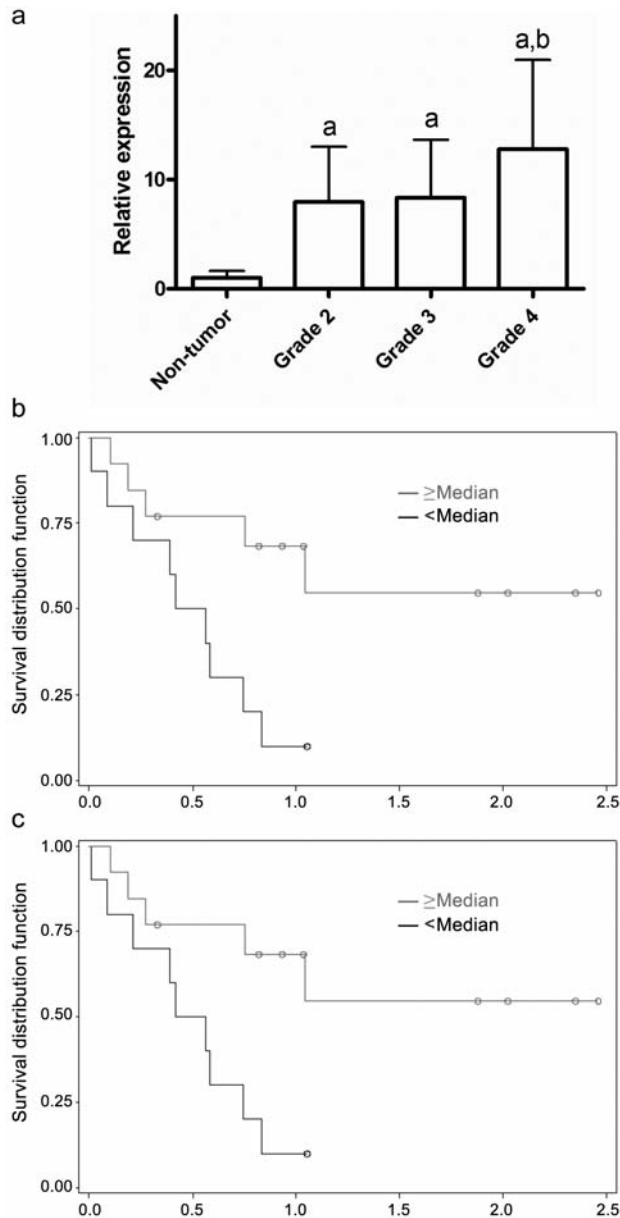 a
Relative expression
20
10
0
a
a
a,b
Non-tumor
Grade 2
Grade 3
Grade 4
b
Survival distribution function
1.00
0.75
0.50
0.25
0.00
≥Median
<Median
0.0 0.5 1.0 1.5 2.0 2.5
c
Survival distribution function
1.00
0.75
0.50
0.25
0.00
≥Median
<Median
0.0 0.5 1.0 1.5 2.0 2.5